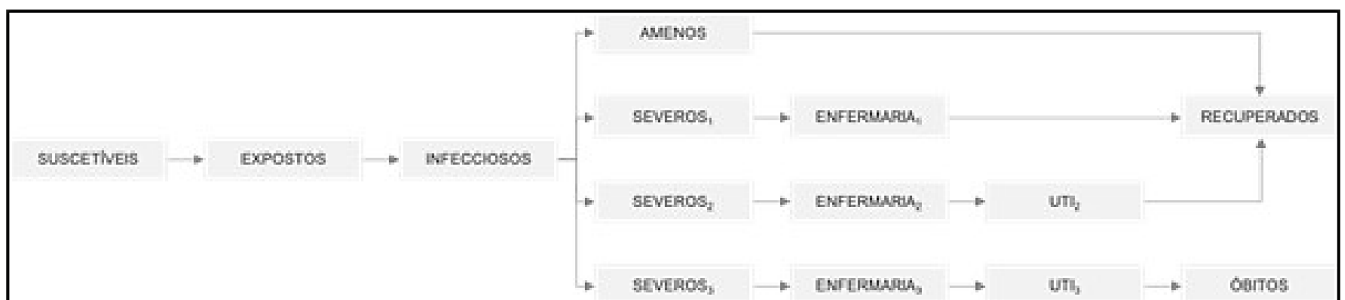 AMENOS
SEVEROS₁ ENFERMARIA₁ RECUPERADOS
SUSCETÍVEIS EXPOSTOS INFECCIOSOS
SEVEROS₂ ENFERMARIA₂ UTI₂
SEVEROS₃ ENFERMARIA₃ UTI₃ ÓBITOS